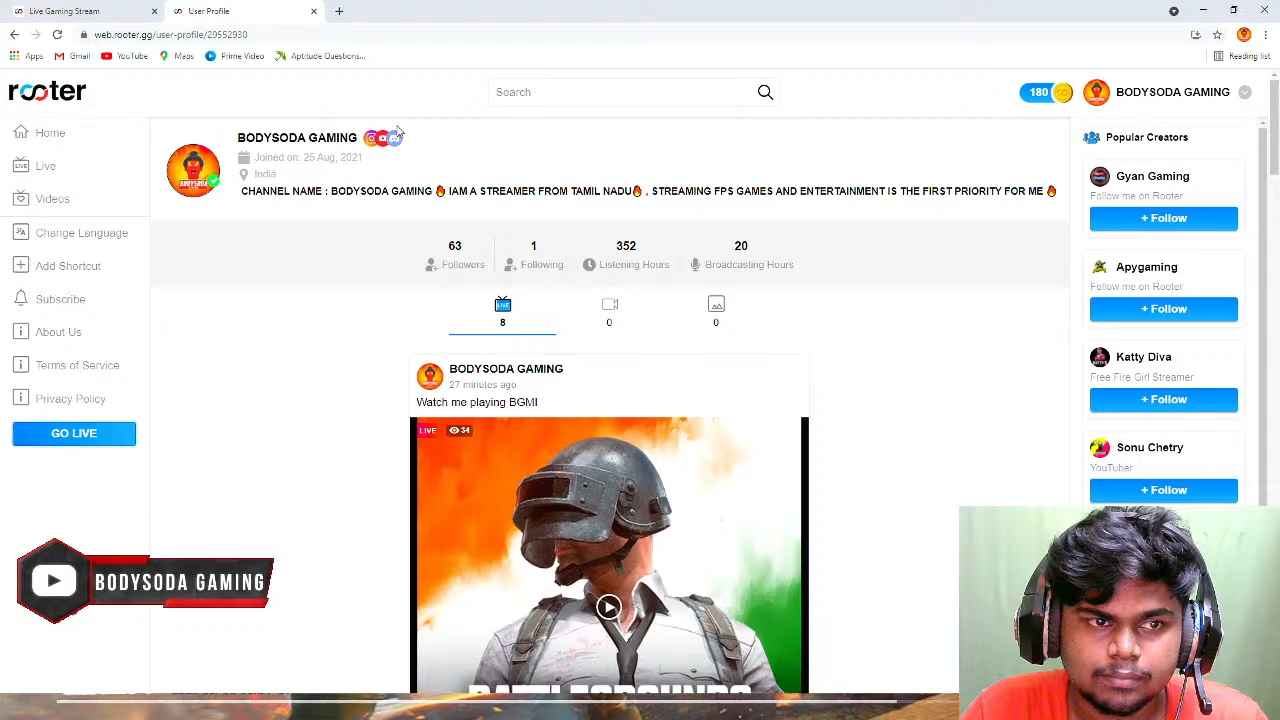 Live Gaming Stream
User Profile
web.rooter.gg/user-profile/29552930
Apps
Gmail
YouTube
Maps
Prime Video
Aptitude Questions...
Reading list
rooter
Search
180
BODYSODA GAMING
Home
Live
Videos
Change Language
Add Shortcut
Subscribe
About Us
Terms of Service
Privacy Policy
GO LIVE
BODYSODA GAMING
Joined on: 25 Aug, 2021
India
CHANNEL NAME : BODYSODA GAMING 🔥 IAM A STREAMER FROM TAMIL NADU🔥 , STREAMING FPS GAMES AND ENTERTAINMENT IS THE FIRST PRIORITY FOR ME 🔥
63
Followers
1
Following
352
Listening Hours
20
Broadcasting Hours
LIVE
8
0
0
BODYSODA GAMING
27 minutes ago
Watch me playing BGMI
LIVE
34
BATTLEGROUNDS
Popular Creators
Gyan Gaming
Follow me on Rooter
+ Follow
Apygaming
Follow me on Rooter
+ Follow
Katty Diva
Free Fire Girl Streamer
+ Follow
Sonu Chetry
YouTuber
+ Follow
BODYSODA GAMING